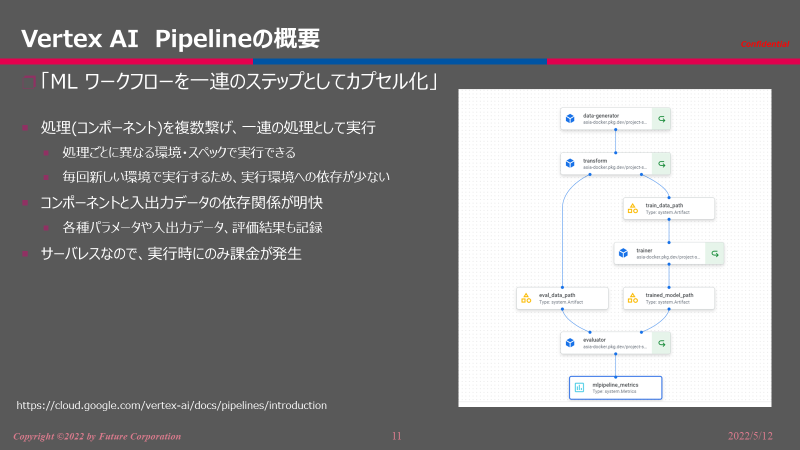 Vertex AI Pipelineの概要
Confidential
「ML ワークフローを一連のステップとしてカプセル化」
処理(コンポーネント)を複数繋げ、一連の処理として実行
処理ごとに異なる環境・スペックで実行できる
毎回新しい環境で実行するため、実行環境への依存が少ない
コンポーネントと入出力データの依存関係が明快
各種パラメータや入出力データ、評価結果も記録
サーバレスなので、実行時にのみ課金が発生
data-generator
asia-docker.pkg.dev/project-s...
transform
asia-docker.pkg.dev/project-s...
train_data_path
Type: system.Artifact
trainer
asia-docker.pkg.dev/project-s...
eval_data_path
Type: system.Artifact
trained_model_path
Type: system.Artifact
evaluator
asia-docker.pkg.dev/project-s...
mlpipeline_metrics
Type: system.Metrics
https://cloud.google.com/vertex-ai/docs/pipelines/introduction
Copyright ©2022 by Future Corporation
11
2022/5/12